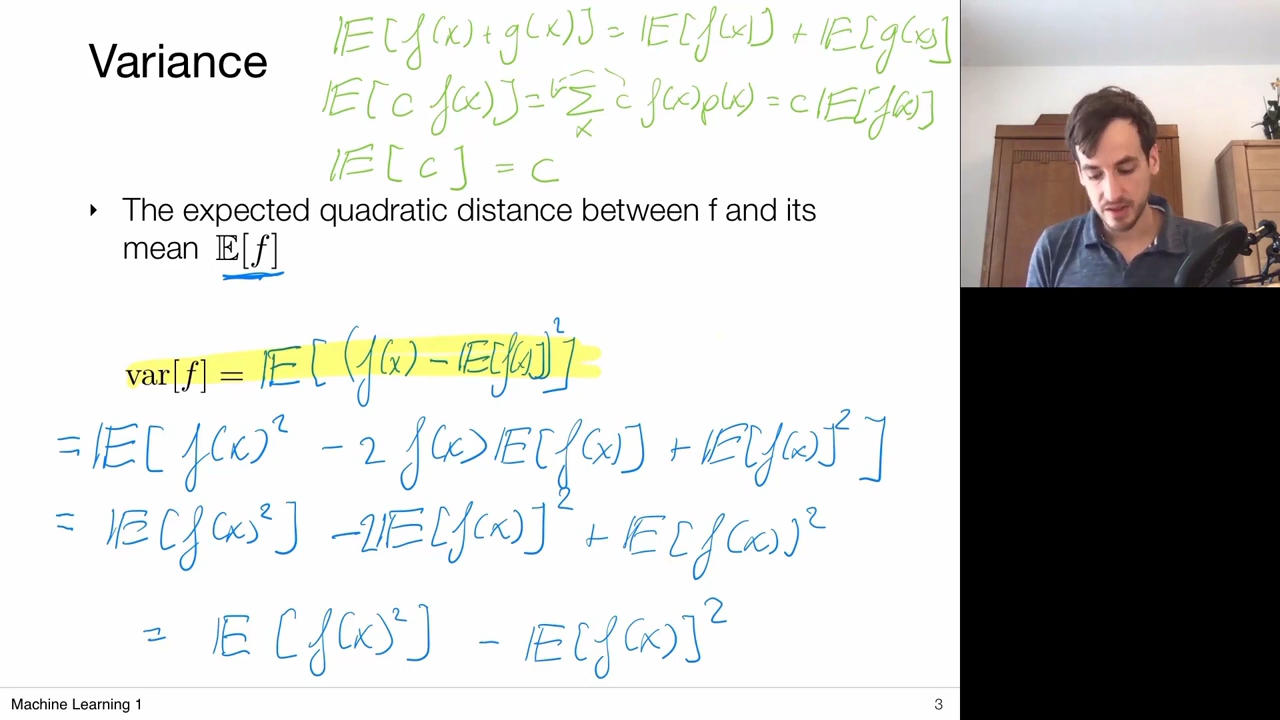 Variance
𝔼[f(x) + g(x)] = 𝔼[f(x)] + 𝔼[g(x)]
𝔼[c f(x)] = ∑ₓ c f(x)p(x) = c𝔼[f(x)]
𝔼[c] = c
‣ The expected quadratic distance between f and its
mean 𝔼[f]
var[f] = 𝔼[(f(x) − 𝔼[f(x)])²]
= 𝔼[f(x)² − 2 f(x)𝔼[f(x)] + 𝔼[f(x)]²]
= 𝔼[f(x)²] − 2𝔼[f(x)]² + 𝔼[f(x)]²
= 𝔼[f(x)²] − 𝔼[f(x)]²
Machine Learning 1
3